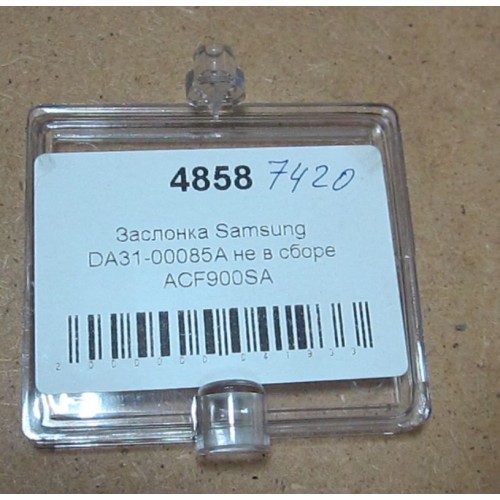 4858 7420
Заслонка Samsung
DA31-00085A не в сборе
ACF900SA